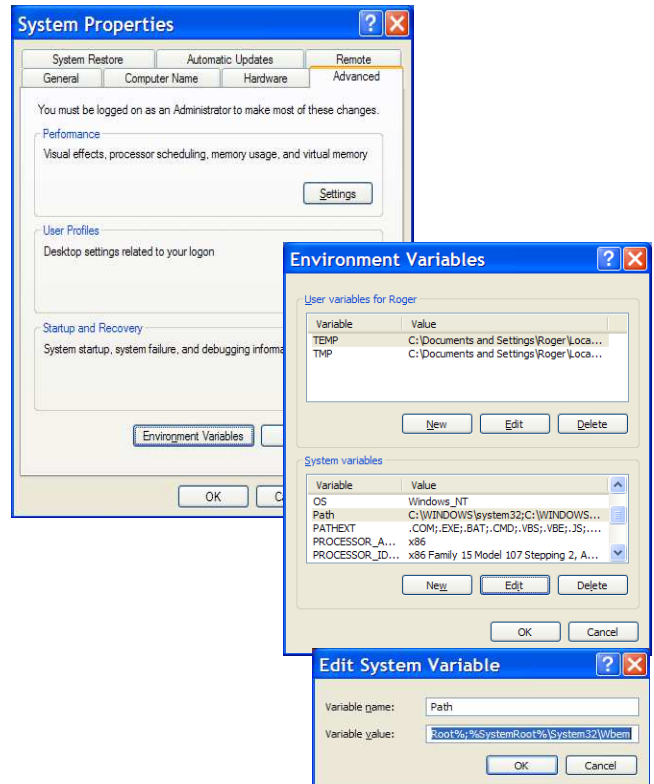 System Properties
System Restore Automatic Updates Remote
General Computer Name Hardware Advanced
You must be logged on as an Administrator to make most of these changes.
Performance
Visual effects, processor scheduling, memory usage, and virtual memory
Settings
User Profiles
Desktop settings related to your logon
Startup and Recovery
System startup, system failure, and debugging informa
Environment Variables
OK C
Environment Variables
User variables for Roger
Variable Value
TEMP C:\Documents and Settings\Roger\Loca...
TMP C:\Documents and Settings\Roger\Loca...
New Edit Delete
System variables
Variable Value
OS Windows_NT
Path C:\WINDOWS\system32;C:\WINDOWS...
PATHEXT .COM;.EXE;.BAT;.CMD;.VBS;.VBE;.JS;....
PROCESSOR_A... x86
PROCESSOR_ID... x86 Family 15 Model 107 Stepping 2, A...
New Edit Delete
OK Cancel
Edit System Variable
Variable name: Path
Variable value: Root%;%SystemRoot%\System32\Wbem
OK Cancel